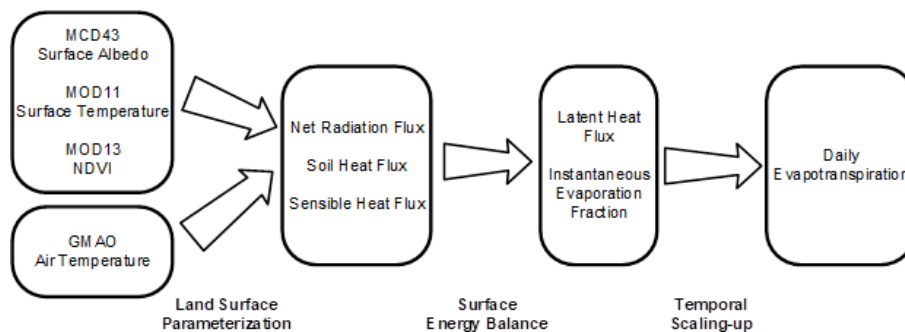 MCD43
Surface Albedo
MOD11
Surface Temperature
MOD13
NDVI
GMAO
Air Temperature
Net Radiation Flux
Soil Heat Flux
Sensible Heat Flux
Latent Heat
Flux
Instantaneous
Evaporation
Fraction
Daily
Evapotranspiration
Land Surface
Parameterization
Surface
Energy Balance
Temporal
Scaling-up